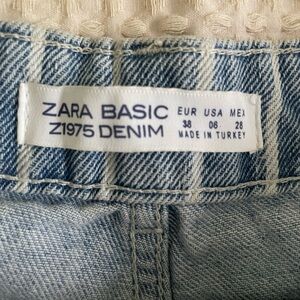 ZARA BASIC
Z1975 DENIM
EUR USA MEX
38 06 28
MADE IN TURKEY